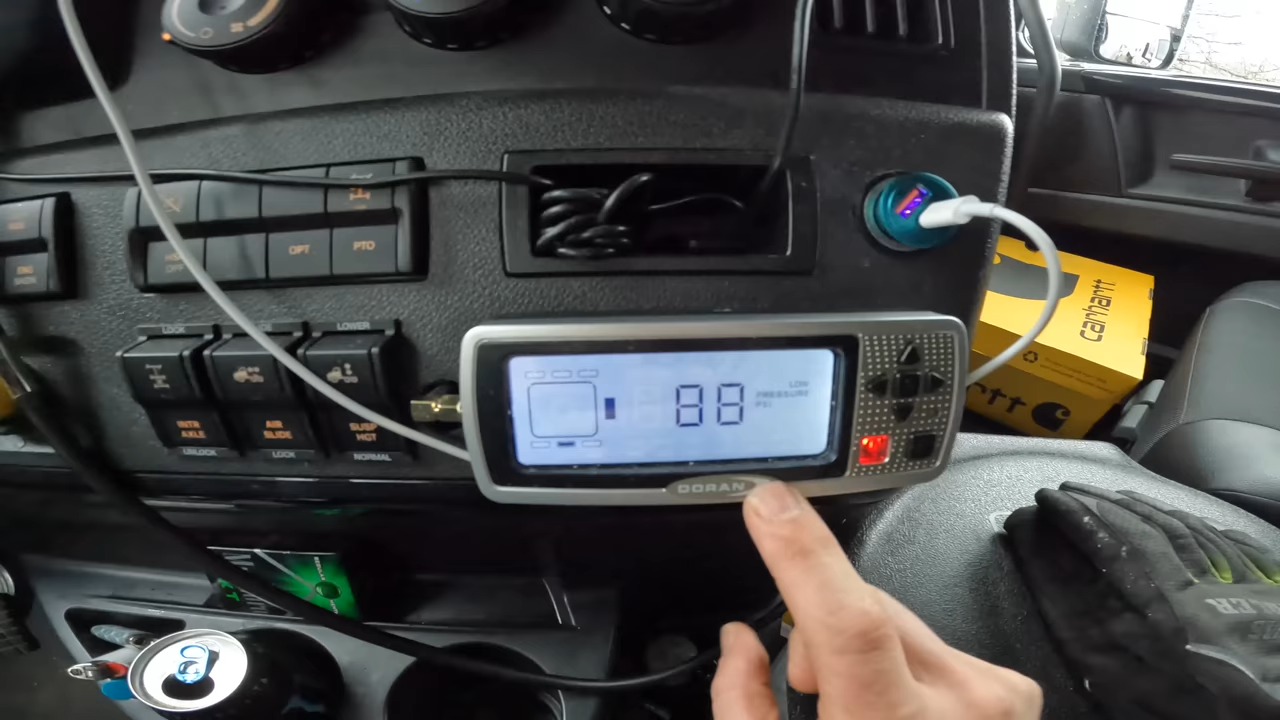 OPT
PTO
ENG
LOCK
LOWER
INTR
AXLE
UNLOCK
AIR
SLIDE
LOCK
SUSP
HGT
NORMAL
88
LOW
PRESSURE
PSI
DORAN
carhartt